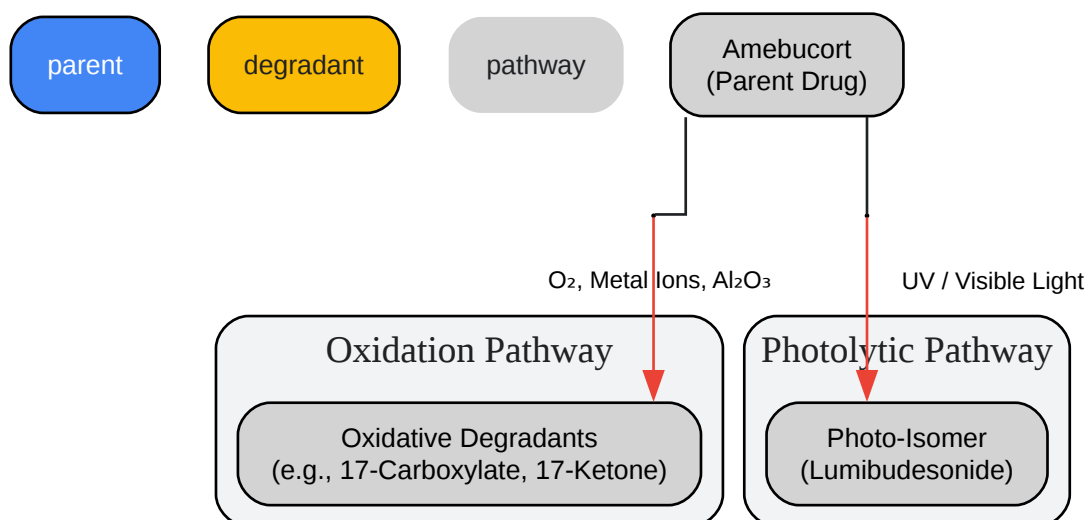 parent
degradant
pathway
Amebucort
(Parent Drug)
O₂, Metal Ions, Al₂O₃
UV / Visible Light
Oxidation Pathway
Photolytic Pathway
Oxidative Degradants
(e.g., 17-Carboxylate, 17-Ketone)
Photo-Isomer
(Lumibudesonide)